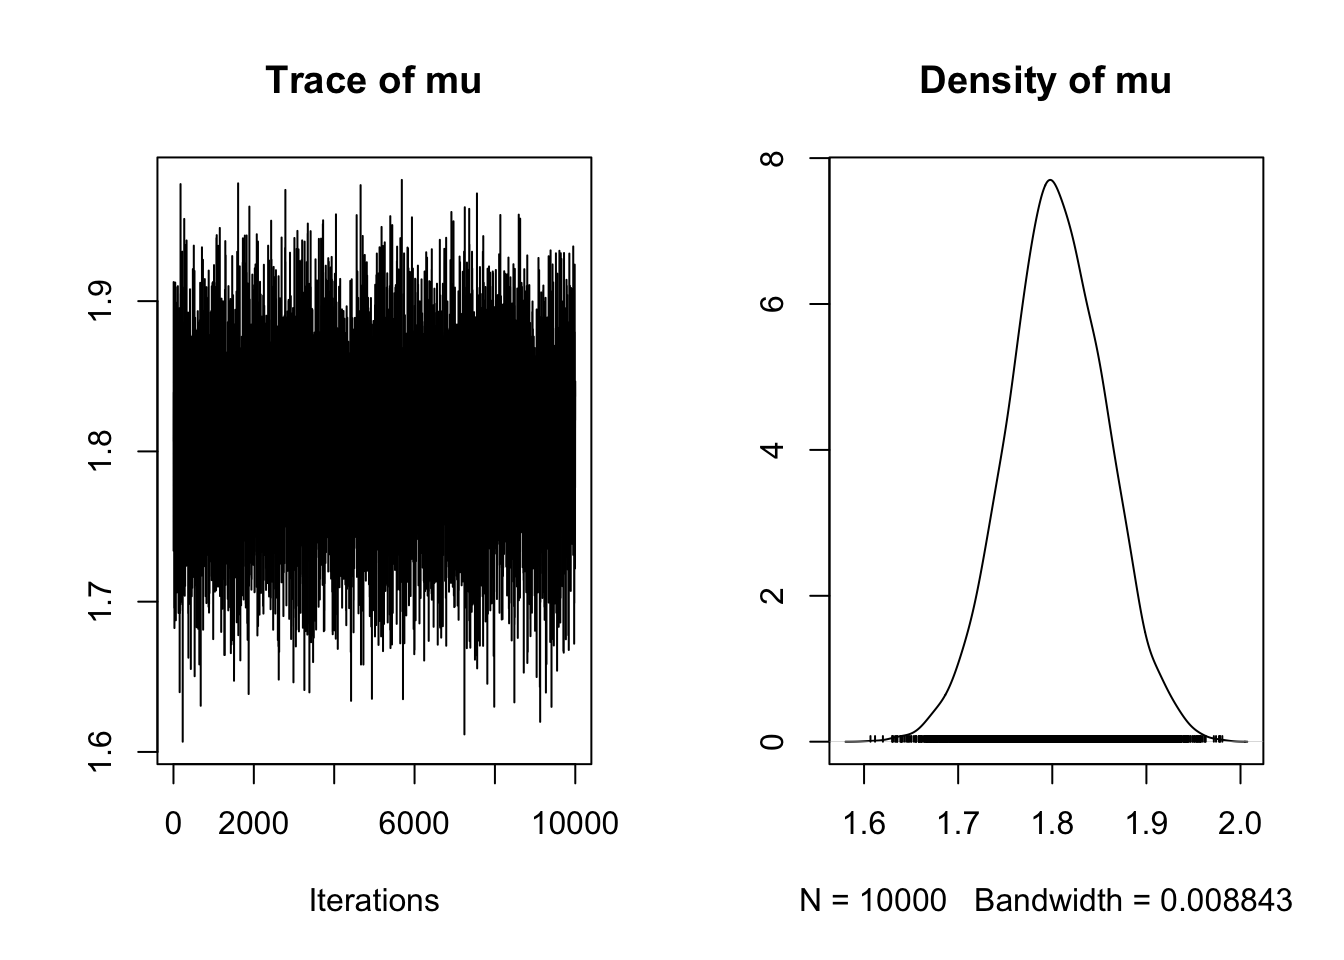 Trace of mu
1.9
1.8
1.7
1.6
0 2000 6000 10000
Iterations
Density of mu
8
6
4
2
0
1.6 1.7 1.8 1.9 2.0
N = 10000 Bandwidth = 0.008843